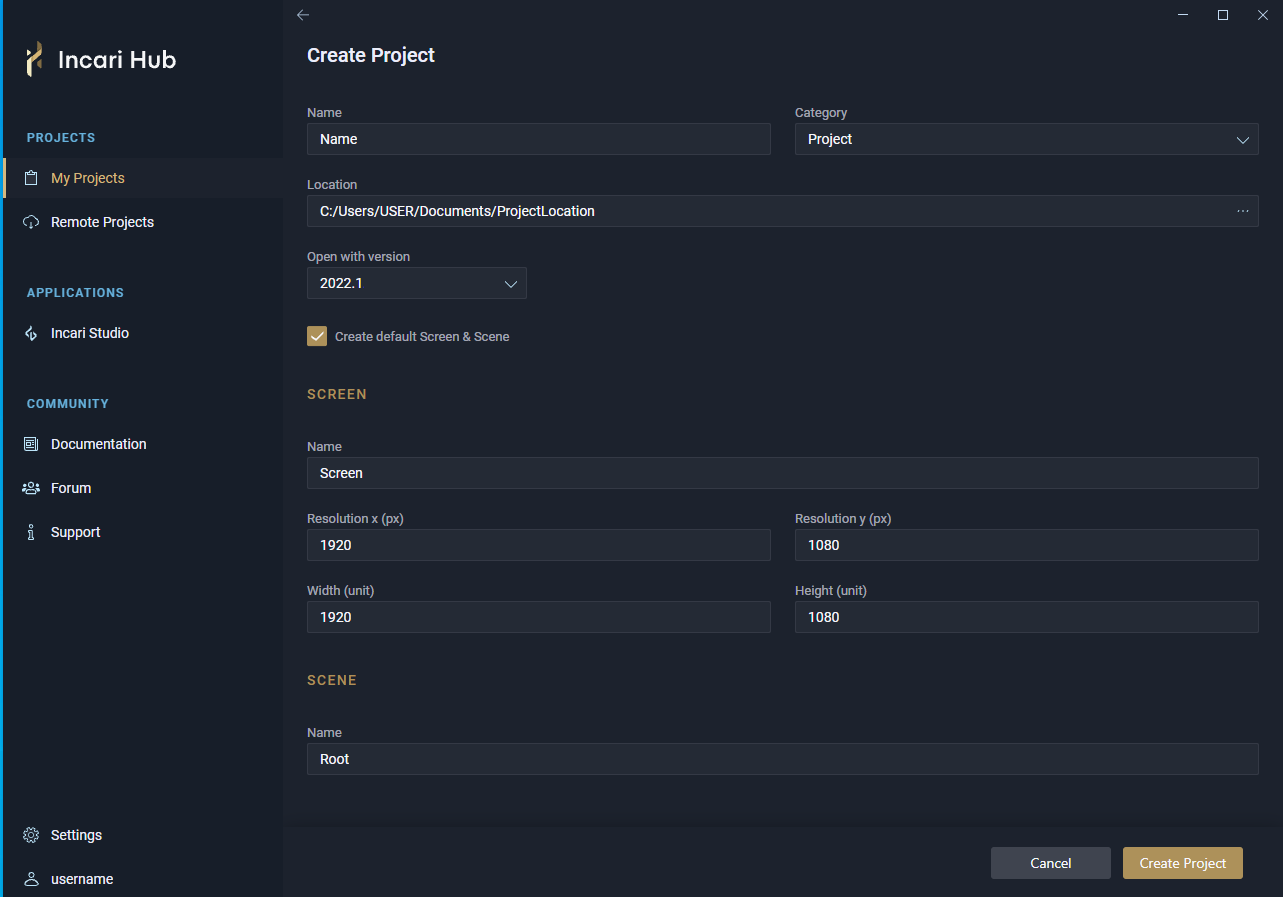 Incari Hub
PROJECTS
My Projects
Remote Projects
APPLICATIONS
Incari Studio
COMMUNITY
Documentation
Forum
Support
Settings
username
Create Project
Name
Name
Category
Project
Location
C:/Users/USER/Documents/ProjectLocation
...
Open with version
2022.1
Create default Screen & Scene
SCREEN
Name
Screen
Resolution x (px)
1920
Resolution y (px)
1080
Width (unit)
1920
Height (unit)
1080
SCENE
Name
Root
Cancel
Create Project